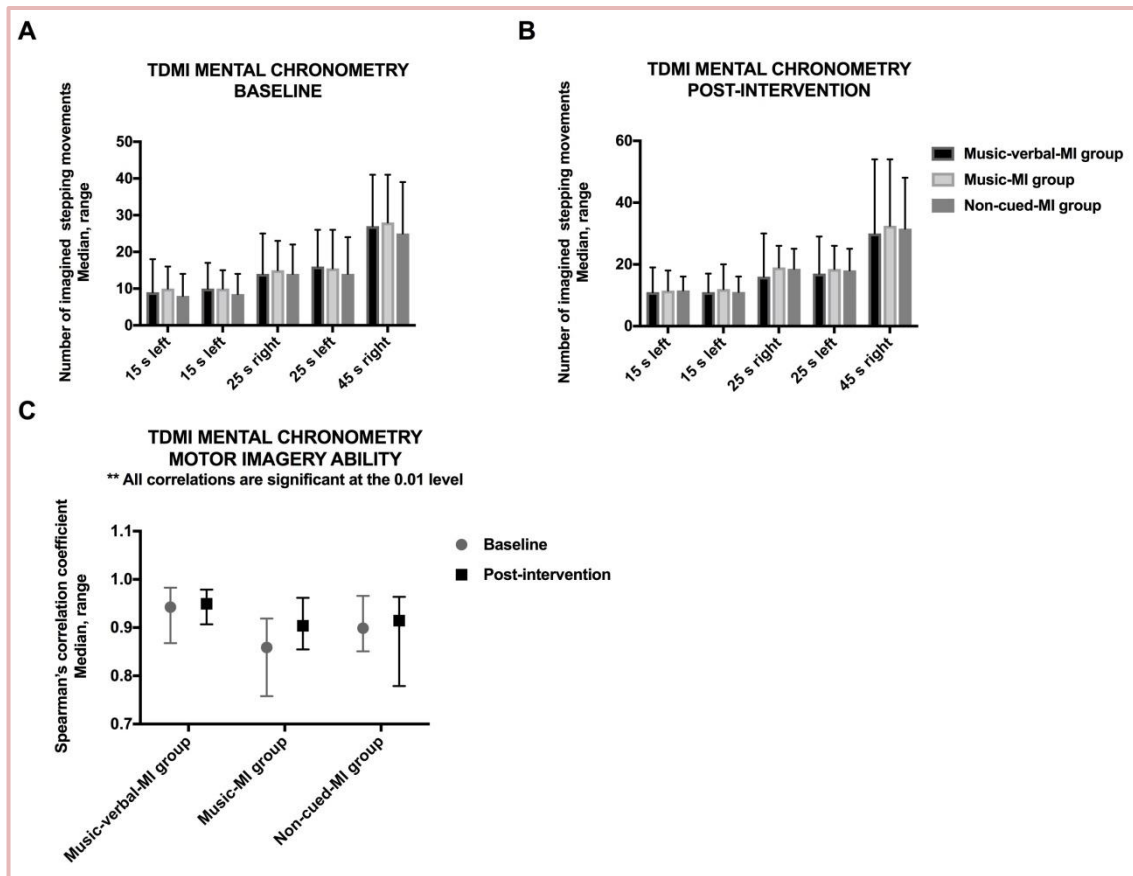 A
TDMI MENTAL CHRONOMETRY
BASELINE
Number of imagined stepping movements
Median, range
50
40
30
20
10
0
15 s left
15 s left
25 s right
25 s left
45 s right
B
TDMI MENTAL CHRONOMETRY
POST-INTERVENTION
Number of imagined stepping movements
Median, range
60
40
20
0
15 s left
15 s left
25 s right
25 s left
45 s right
Music-verbal-MI group
Music-MI group
Non-cued-MI group
C
TDMI MENTAL CHRONOMETRY
MOTOR IMAGERY ABILITY
** All correlations are significant at the 0.01 level
Spearman's correlation coefficient
Median, range
1.1
1.0
0.9
0.8
0.7
Music-verbal-MI group
Music-MI group
Non-cued-MI group
Baseline
Post-intervention